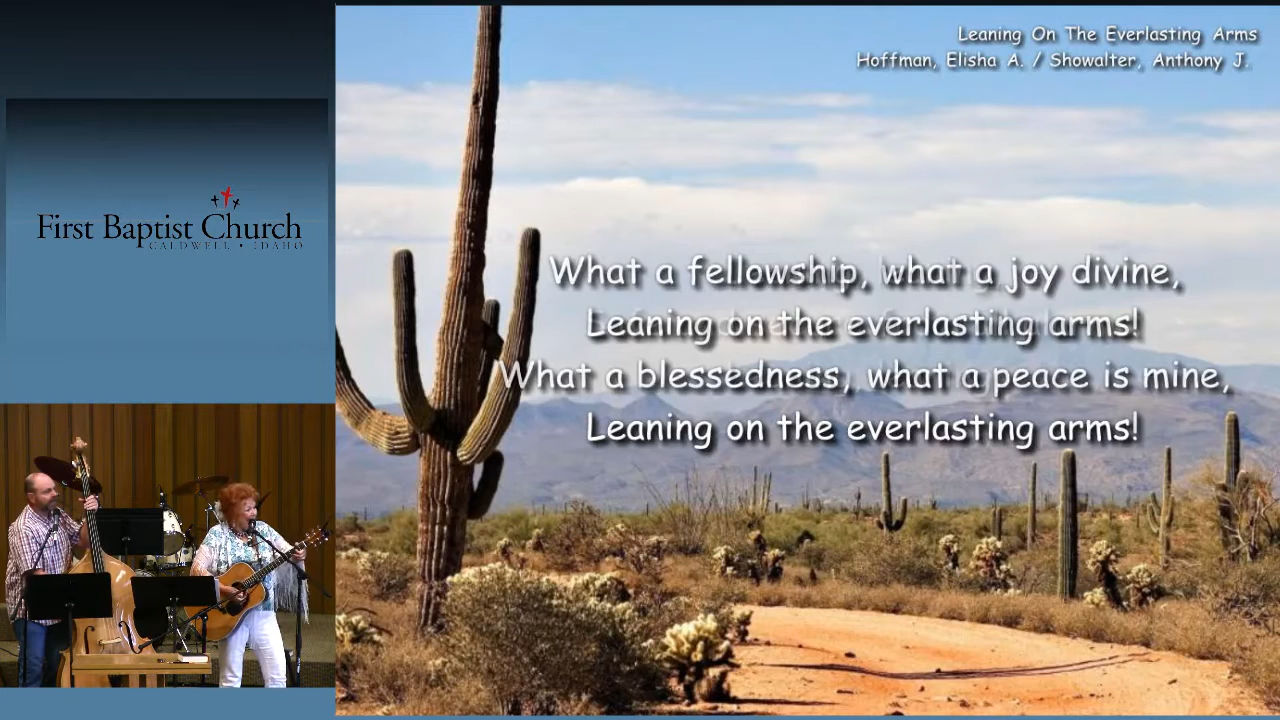 First Baptist Church
CALDWELL • IDAHO
Leaning On The Everlasting Arms
Hoffman, Elisha A. / Showalter, Anthony J.
What a fellowship, what a joy divine,
Leaning on the everlasting arms!
What a blessedness, what a peace is mine,
Leaning on the everlasting arms!